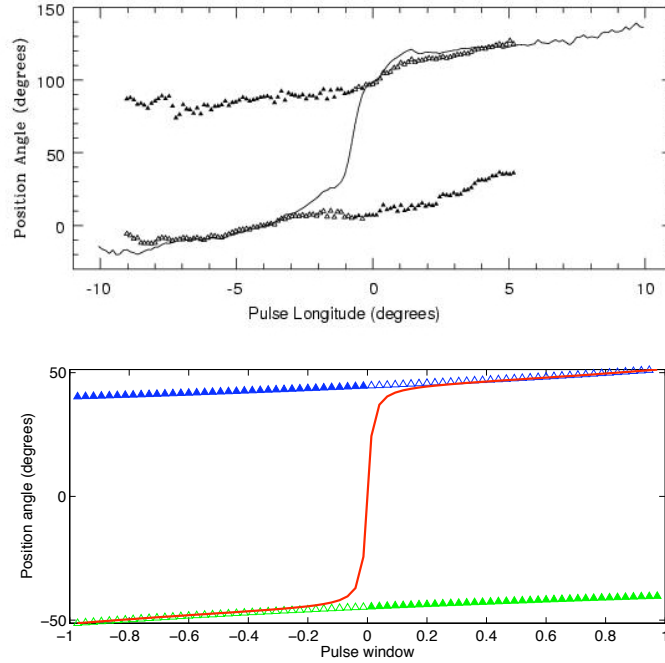 150
100
50
0
Position Angle (degrees)
-10 -5 0 5 10
Pulse Longitude (degrees)
50
0
−50
Position angle (degrees)
−1 −0.8 −0.6 −0.4 −0.2 0 0.2 0.4 0.6 0.8 1
Pulse window